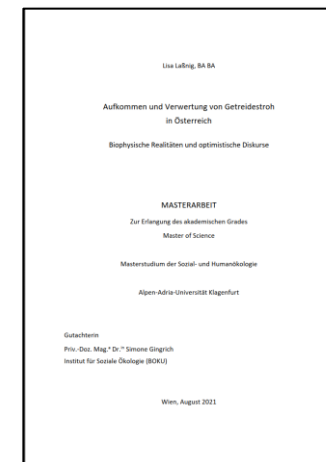 Lisa Laßnig, BA BA
Aufkommen und Verwertung von Getreidestroh
in Österreich
Biophysische Realitäten und optimistische Diskurse
MASTERARBEIT
Zur Erlangung des akademischen Grades
Master of Science
Masterstudium der Sozial- und Humanökologie
Alpen-Adria-Universität Klagenfurt
Gutachterin
Priv.-Doz. Mag.ª Dr.ⁱⁿ Simone Gingrich
Institut für Soziale Ökologie (BOKU)
Wien, August 2021